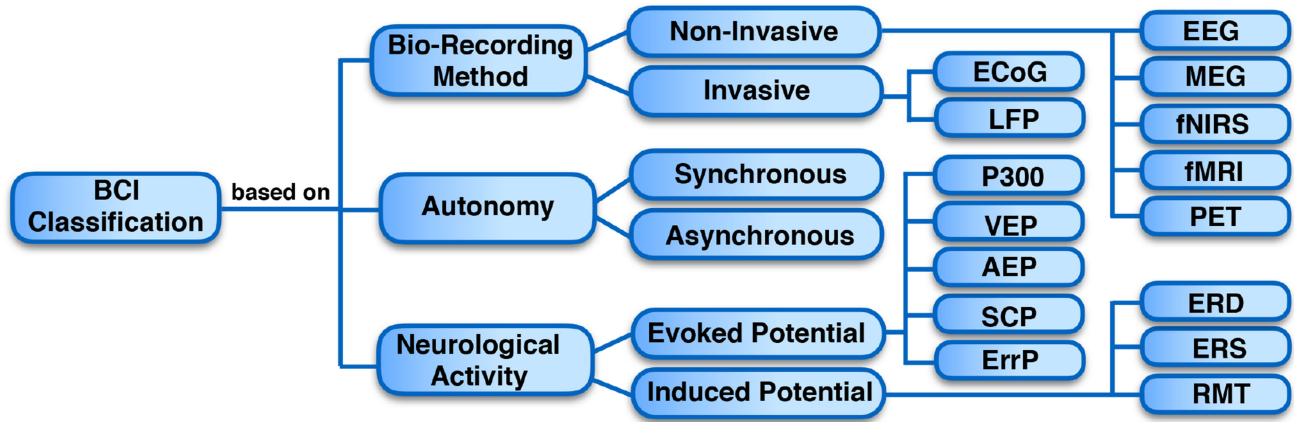 BCI
Classification
based on
Bio-Recording
Method
Non-Invasive
EEG
MEG
fNIRS
fMRI
PET
Invasive
ECoG
LFP
Autonomy
Synchronous
Asynchronous
Neurological
Activity
Evoked Potential
P300
VEP
AEP
SCP
ErrP
Induced Potential
ERD
ERS
RMT